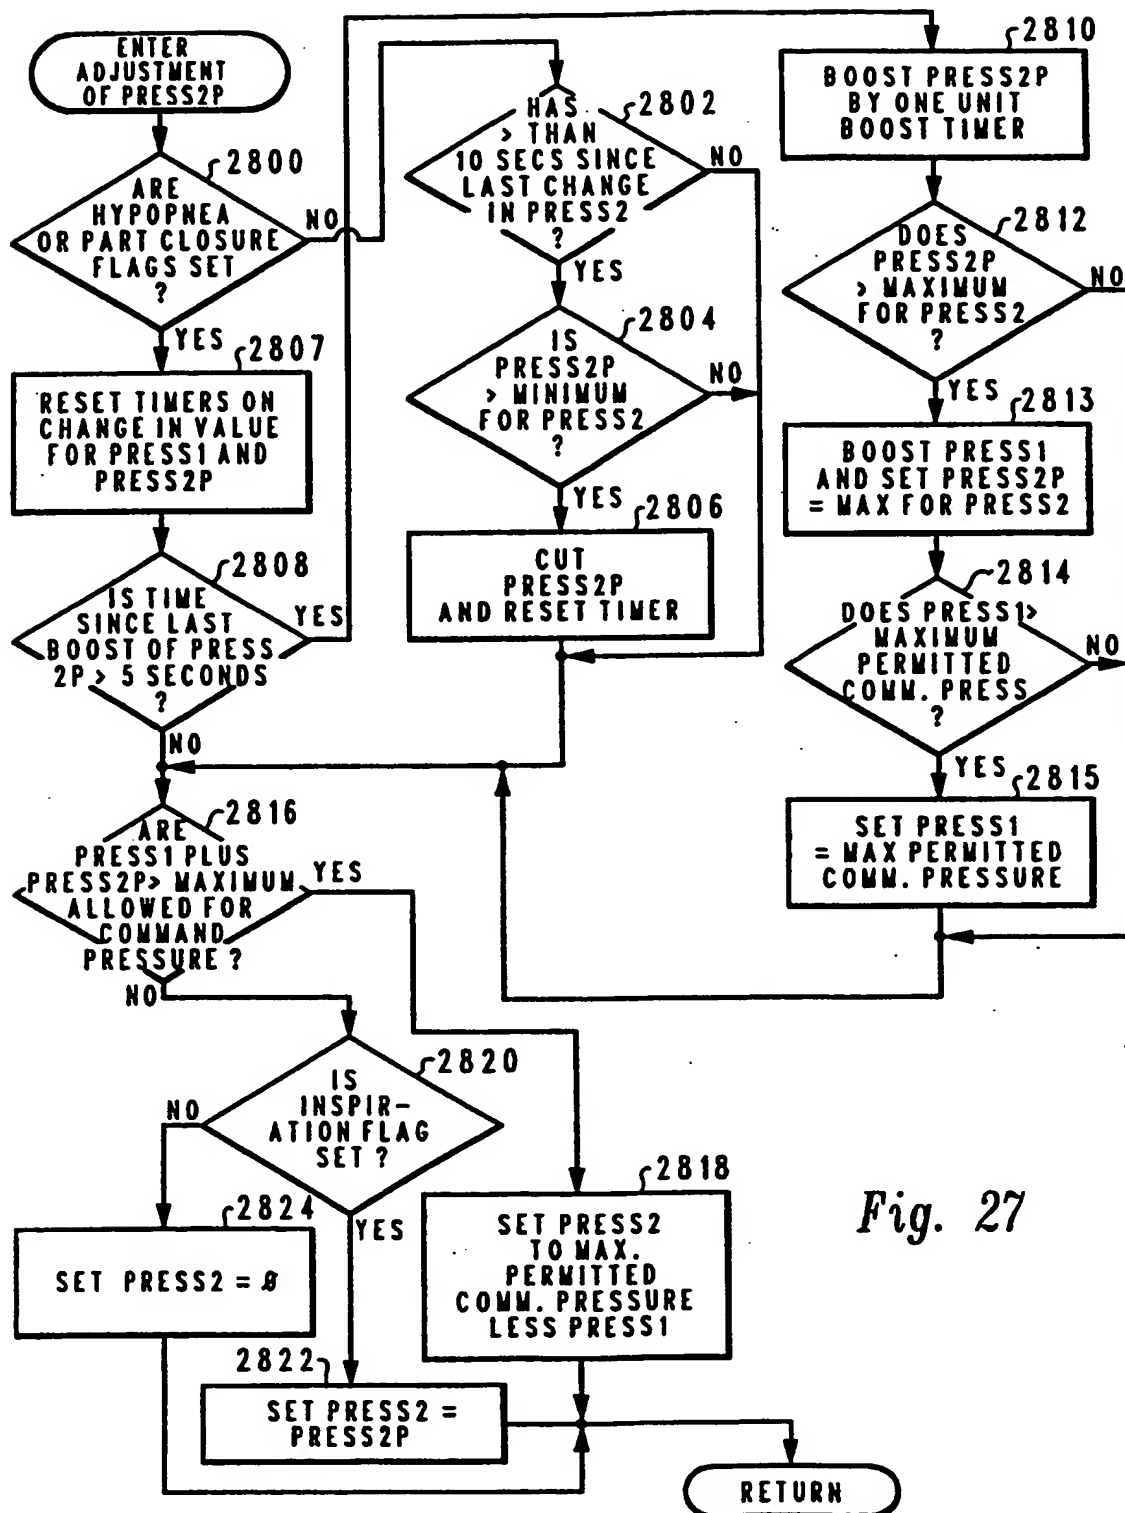 ENTER
ADJUSTMENT
OF PRESS2P
2800
ARE
HYPOPNEA
OR PART CLOSURE
FLAGS SET
?
NO
YES
2807
RESET TIMERS ON
CHANGE IN VALUE
FOR PRESS1 AND
PRESS2P
2808
IS TIME
SINCE LAST
BOOST OF PRESS
2P > 5 SECONDS
?
YES
NO
2802
HAS
> THAN
10 SECS SINCE
LAST CHANGE
IN PRESS2
?
NO
YES
2804
IS
PRESS2P
> MINIMUM
FOR PRESS2
?
NO
YES
2806
CUT
PRESS2P
AND RESET TIMER
2810
BOOST PRESS2P
BY ONE UNIT
BOOST TIMER
2812
DOES
PRESS2P
> MAXIMUM
FOR PRESS2
?
NO
YES
2813
BOOST PRESS1
AND SET PRESS2P
= MAX FOR PRESS2
2814
DOES PRESS1>
MAXIMUM
PERMITTED
COMM. PRESS
?
NO
YES
2815
SET PRESS1
= MAX PERMITTED
COMM. PRESSURE
2816
ARE
PRESS1 PLUS
PRESS2P> MAXIMUM
ALLOWED FOR
COMMAND
PRESSURE ?
YES
NO
2820
IS
INSPIR-
ATION FLAG
SET ?
NO
YES
2824
SET PRESS2 = 0
2818
SET PRESS2
TO MAX.
PERMITTED
COMM. PRESSURE
LESS PRESS1
2822
SET PRESS2 =
PRESS2P
RETURN
Fig. 27